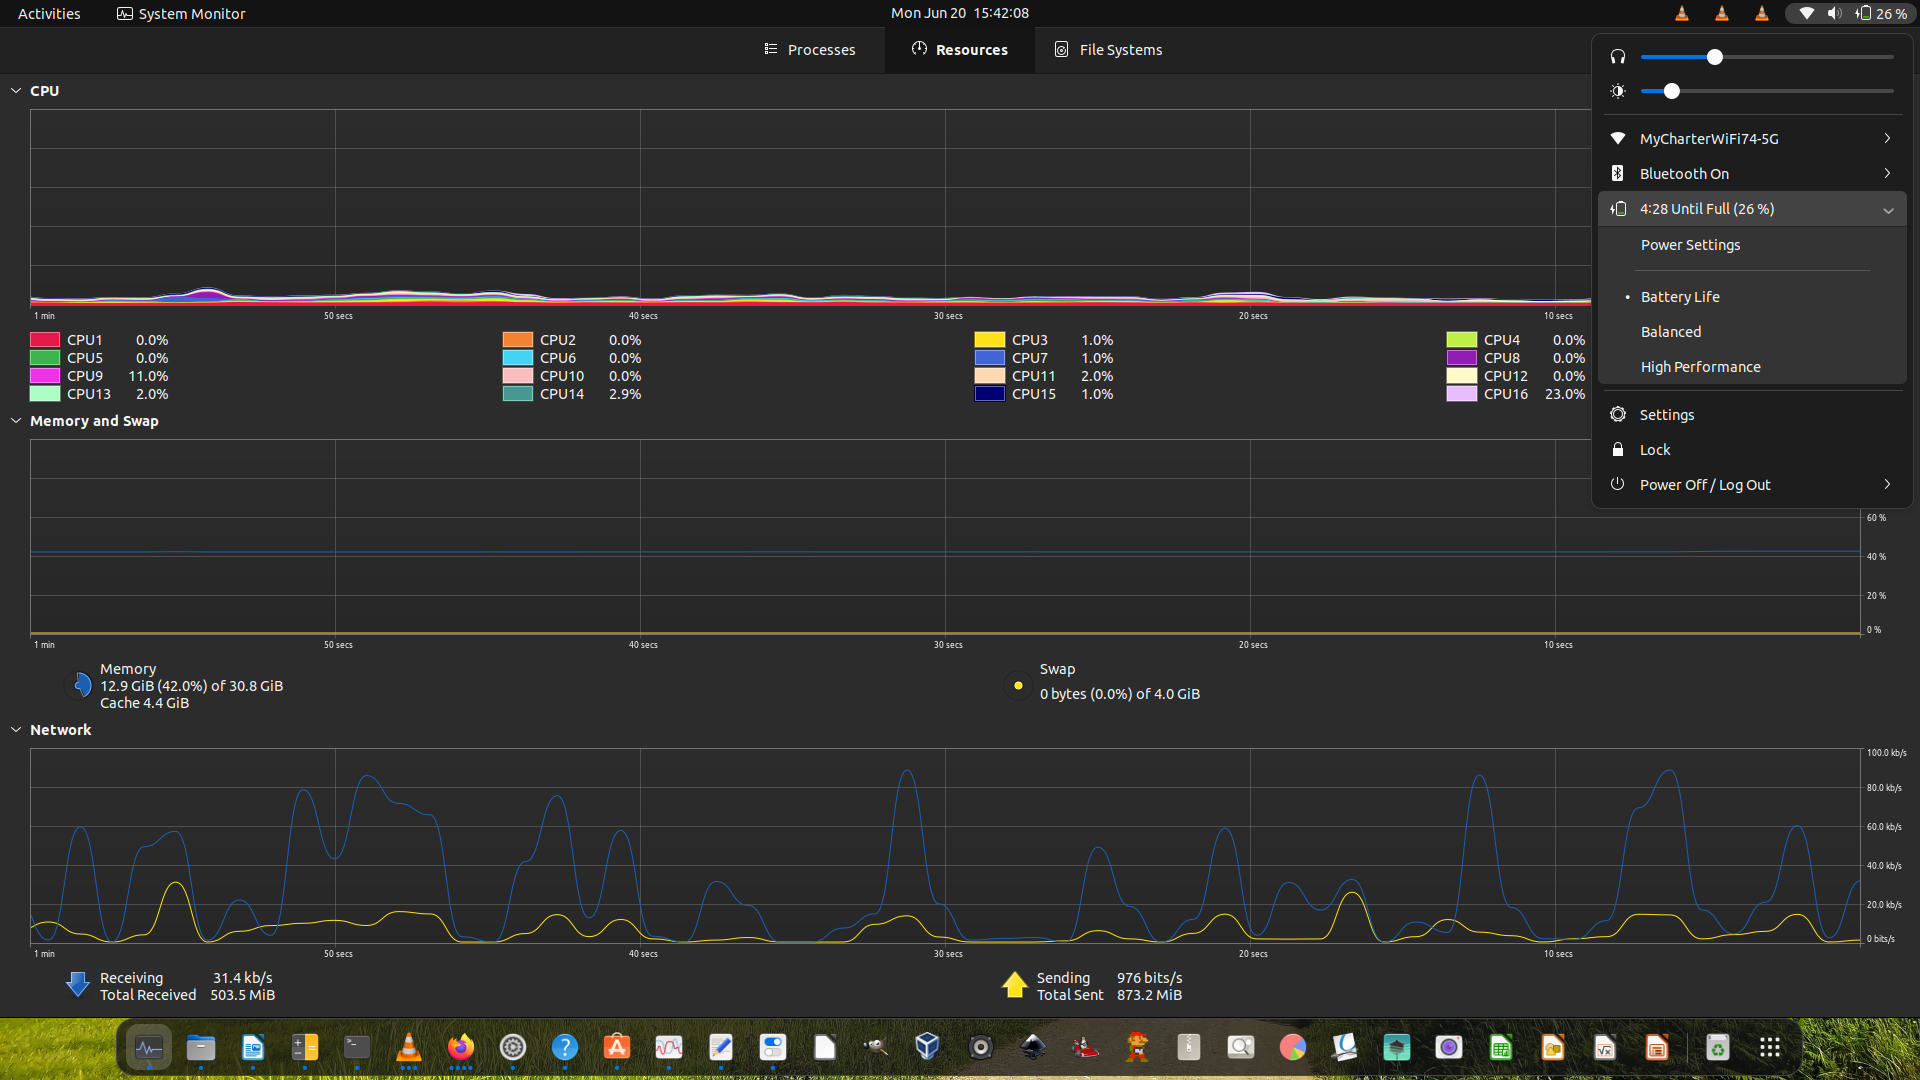 Activities
System Monitor
Mon Jun 20 15:42:08
26 %
Processes
Resources
File Systems
CPU
1 min 50 secs 40 secs 30 secs 20 secs 10 secs
CPU1 0.0% CPU2 0.0% CPU3 1.0% CPU4 0.0%
CPU5 0.0% CPU6 0.0% CPU7 1.0% CPU8 0.0%
CPU9 11.0% CPU10 0.0% CPU11 2.0% CPU12 0.0%
CPU13 2.0% CPU14 2.9% CPU15 1.0% CPU16 23.0%
MyCharterWiFi74-5G
Bluetooth On
4:28 Until Full (26 %)
Power Settings
• Battery Life
Balanced
High Performance
Settings
Lock
Power Off / Log Out
Memory and Swap
60 %
40 %
20 %
0 %
1 min 50 secs 40 secs 30 secs 20 secs 10 secs
Memory
12.9 GiB (42.0%) of 30.8 GiB
Cache 4.4 GiB
Swap
0 bytes (0.0%) of 4.0 GiB
Network
100.0 kb/s
80.0 kb/s
60.0 kb/s
40.0 kb/s
20.0 kb/s
0 bits/s
1 min 50 secs 40 secs 30 secs 20 secs 10 secs
Receiving 31.4 kb/s
Total Received 503.5 MiB
Sending 976 bits/s
Total Sent 873.2 MiB